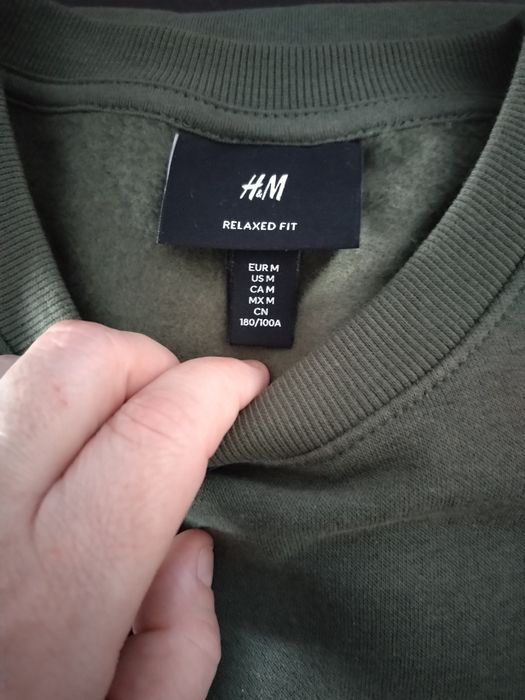 H&M
RELAXED FIT
EUR M
US M
CA M
MX M
CN
180/100A